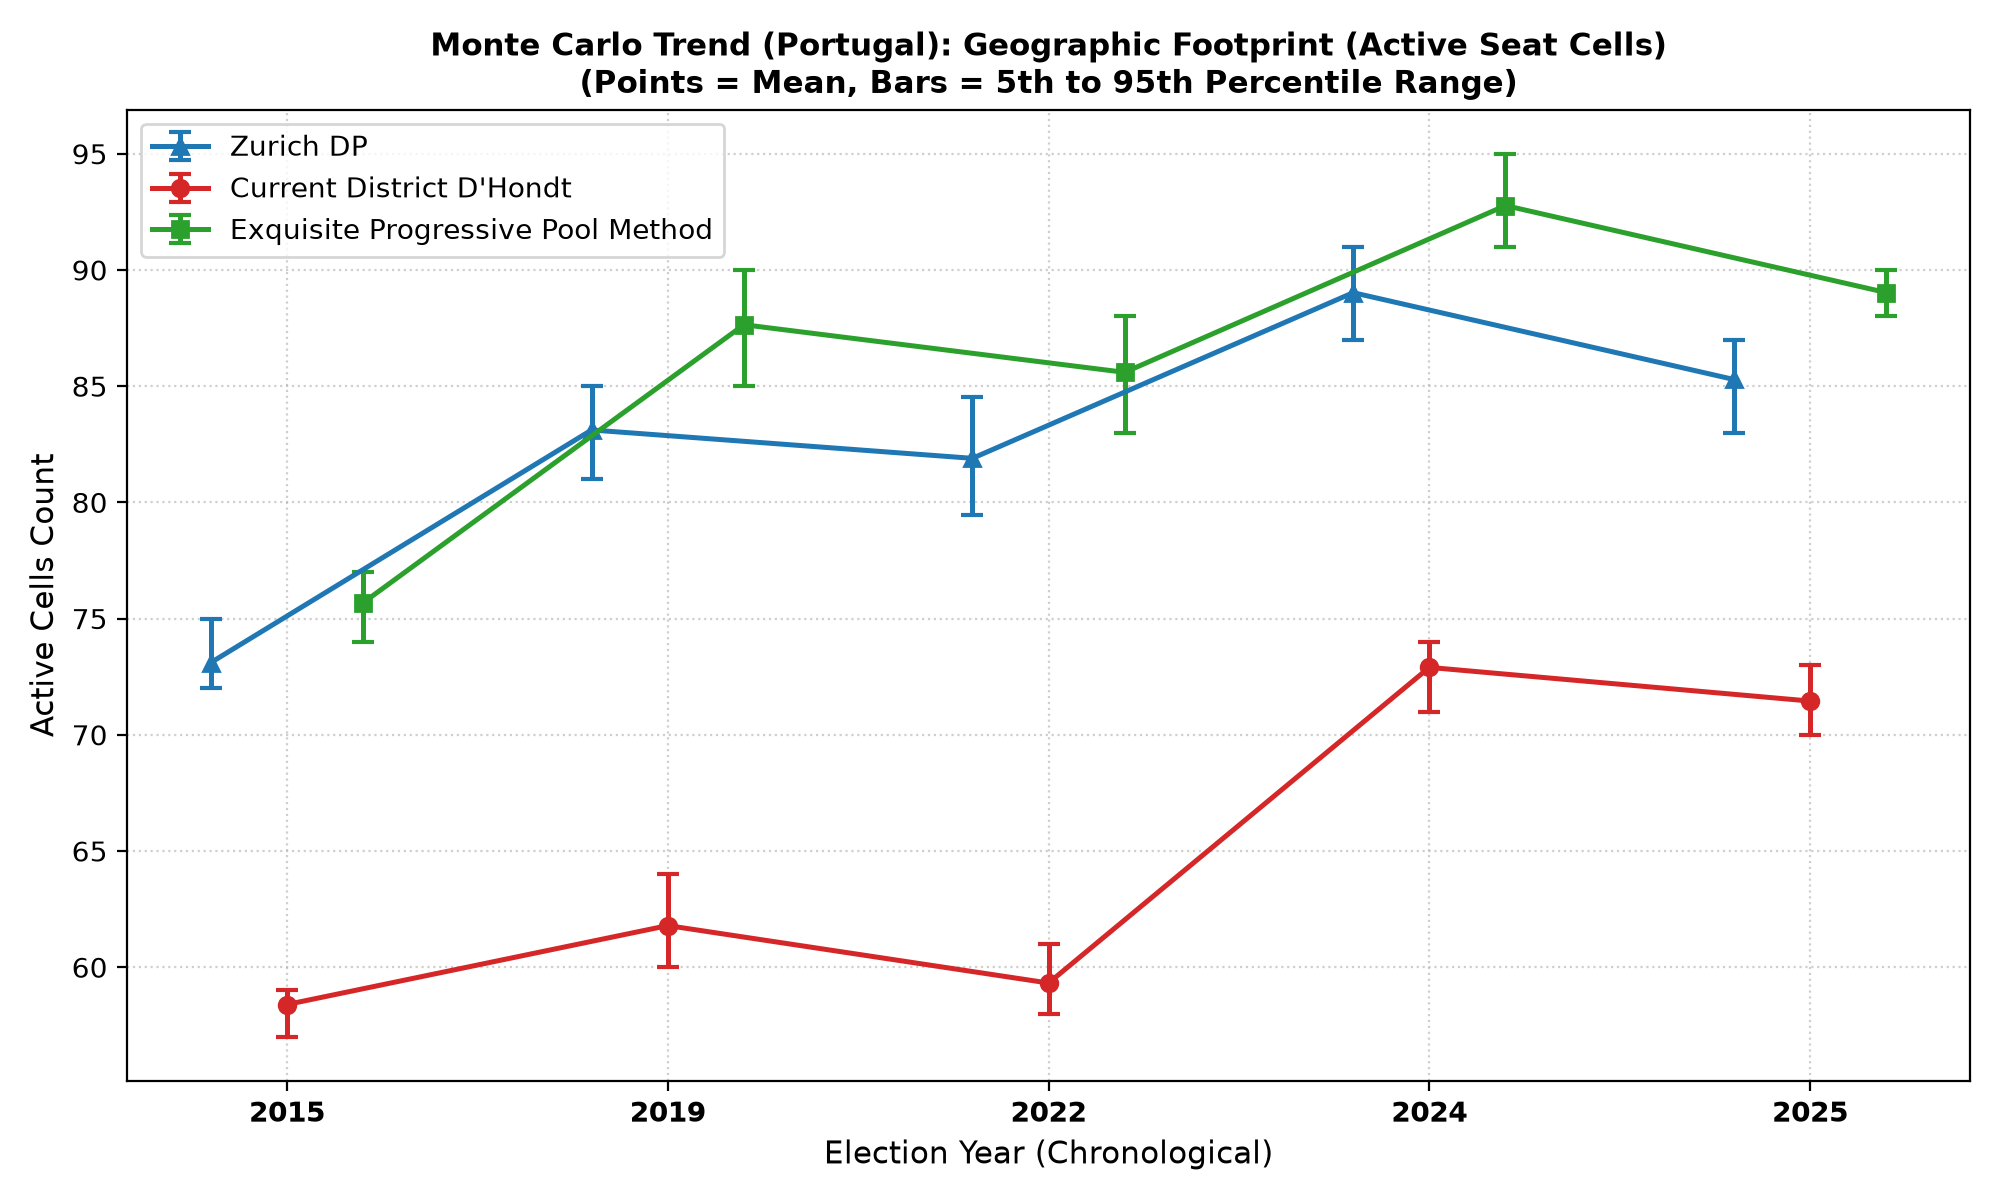 Monte Carlo Trend (Portugal): Geographic Footprint (Active Seat Cells)
(Points = Mean, Bars = 5th to 95th Percentile Range)
Zurich DP
Current District D'Hondt
Exquisite Progressive Pool Method
95
90
85
80
75
70
65
60
Active Cells Count
2015
2019
2022
2024
2025
Election Year (Chronological)